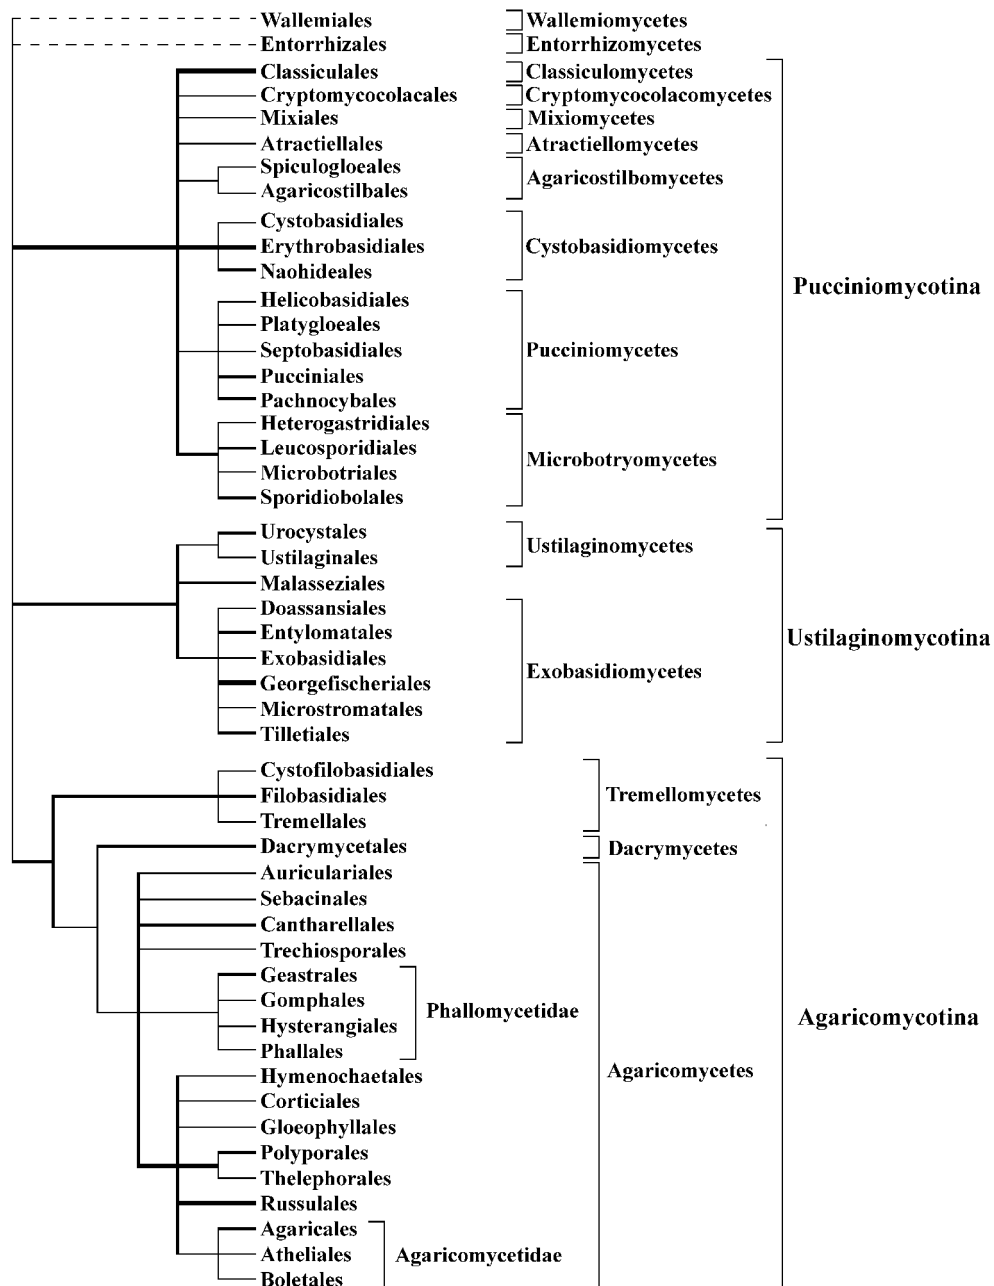 Wallemiales Wallemiomycetes
Entorrhizales Entorrhizomycetes
Classiculales Classiculomycetes
Cryptomycocolacales Cryptomycocolacomycetes
Mixiales Mixiomycetes
Atractiellales Atractiellomycetes
Spiculogloeales
Agaricostilbomycetes
Agaricostilbales
Cystobasidiales
Erythrobasidiales Cystobasidiomycetes
Naohideales
Pucciniomycotina
Helicobasidiales
Platygloeales
Septobasidiales Pucciniomycetes
Pucciniales
Pachnocybales
Heterogastridiales
Leucosporidiales
Microbotryomycetes
Microbotriales
Sporidiobolales
Urocystales
Ustilaginomycetes
Ustilaginales
Malasseziales
Doassansiales
Entylomatales
Ustilaginomycotina
Exobasidiales
Exobasidiomycetes
Georgefischeriales
Microstromatales
Tilletiales
Cystofilobasidiales
Filobasidiales Tremellomycetes
Tremellales
Dacrymycetales Dacrymycetes
Auriculariales
Sebacinales
Cantharellales
Trechiosporales
Geastrales
Gomphales
Phallomycetidae
Agaricomycotina
Hysterangiales
Phallales
Agaricomycetes
Hymenochaetales
Corticiales
Gloeophyllales
Polyporales
Thelephorales
Russulales
Agaricales
Atheliales Agaricomycetidae
Boletales